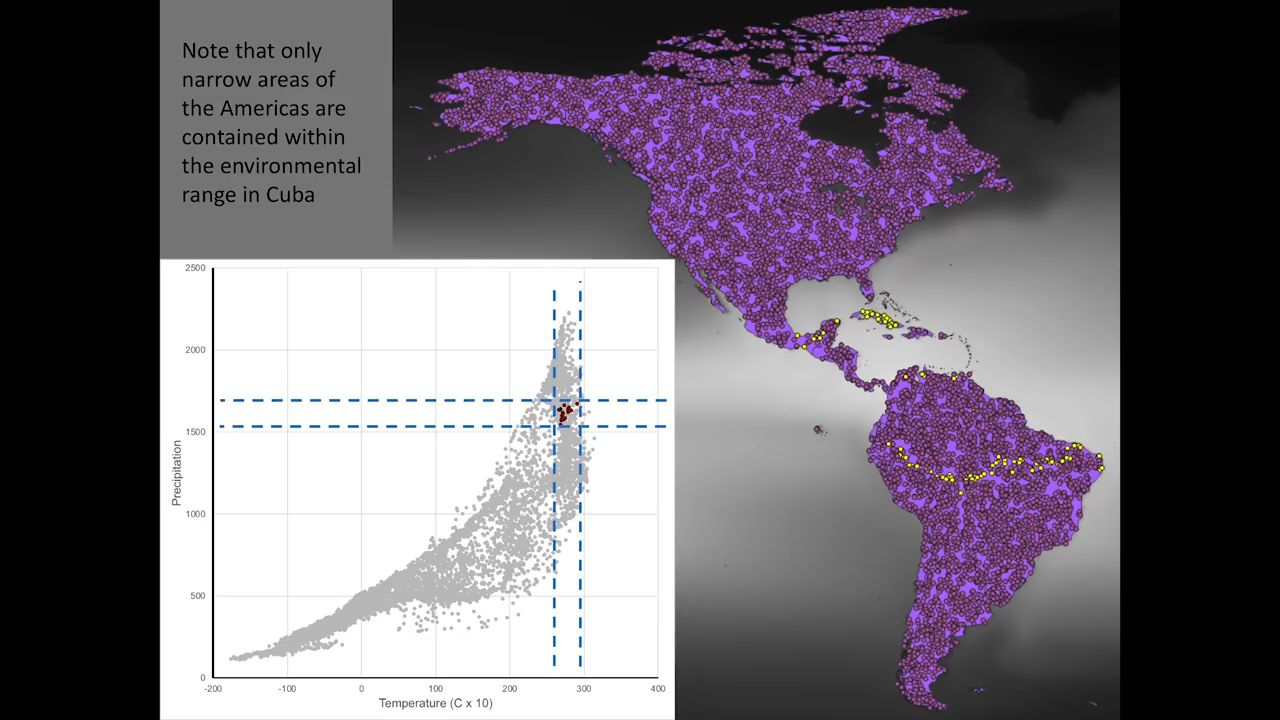 Note that only
narrow areas of
the Americas are
contained within
the environmental
range in Cuba
2500
2000
1500
1000
500
0
Precipitation
-200 -100 0 100 200 300 400
Temperature (C x 10)